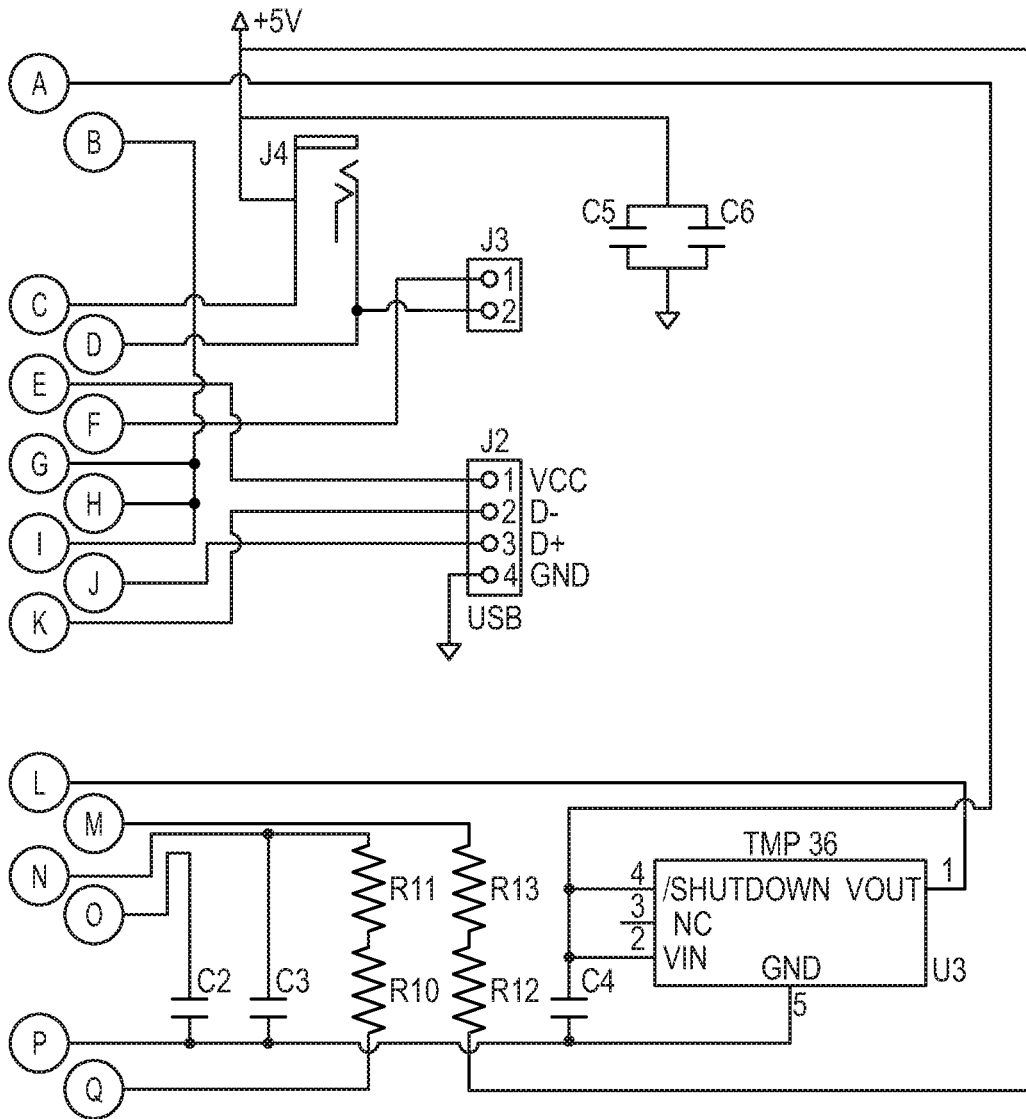 +5V
A
B
J4
C5
C6
J3
1
2
C
D
E
F
G
H
I
J
K
J2
1 VCC
2 D-
3 D+
4 GND
USB
L
M
N
O
P
Q
R11
R13
R10
R12
C2
C3
C4
TMP 36
4
3
2
1
/SHUTDOWN VOUT
NC
VIN
GND
5
U3